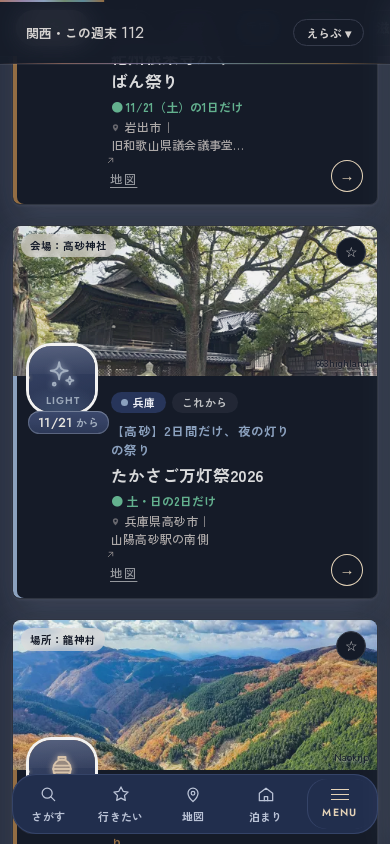 関西・この週末 112
えらぶ ▾
ばん祭り
11/21（土）の1日だけ
岩出市｜
旧和歌山県議会議事堂…
地図
→
会場：高砂神社
☆
LIGHT
11/21 から
兵庫
これから
【高砂】2日間だけ、夜の灯り
の祭り
たかさご万灯祭2026
土・日の2日だけ
兵庫県高砂市｜
山陽高砂駅の南側
地図
→
場所：龍神村
☆
さがす
行きたい
地図
泊まり
MENU